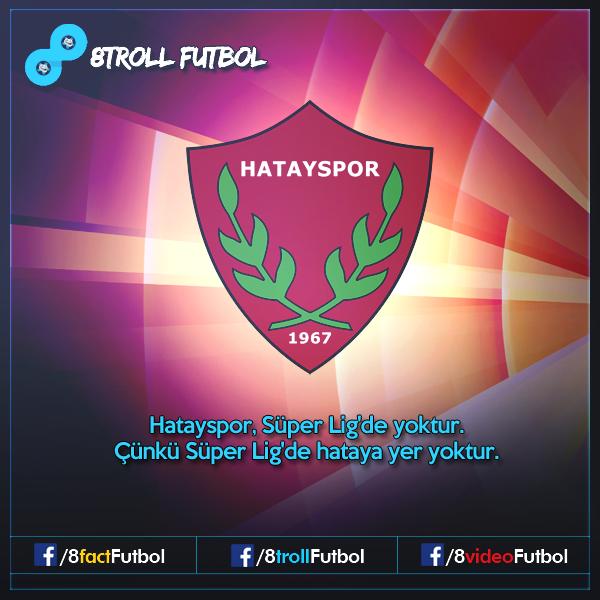 8TROLL FUTBOL
HATAYSPOR
1967
Hatayspor, Süper Lig'de yoktur.
Çünkü Süper Lig'de hataya yer yoktur.
/8factFutbol
/8trollFutbol
/8videoFutbol